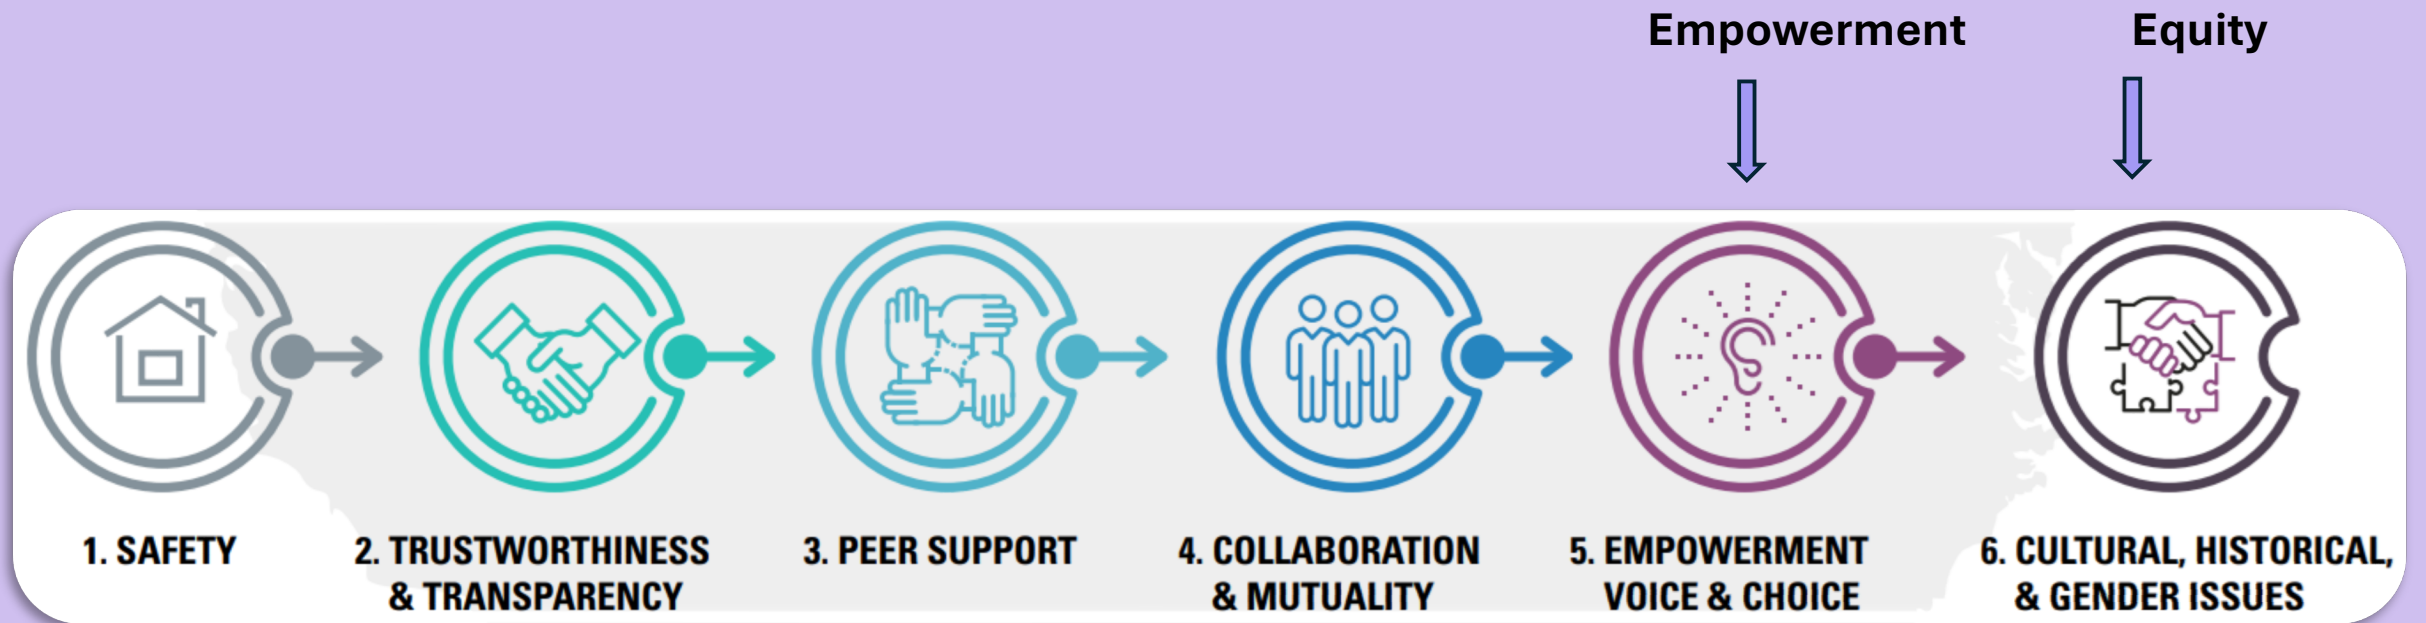 Empowerment
Equity
1. SAFETY
2. TRUSTWORTHINESS
& TRANSPARENCY
3. PEER SUPPORT
4. COLLABORATION
& MUTUALITY
5. EMPOWERMENT
VOICE & CHOICE
6. CULTURAL, HISTORICAL,
& GENDER ISSUES